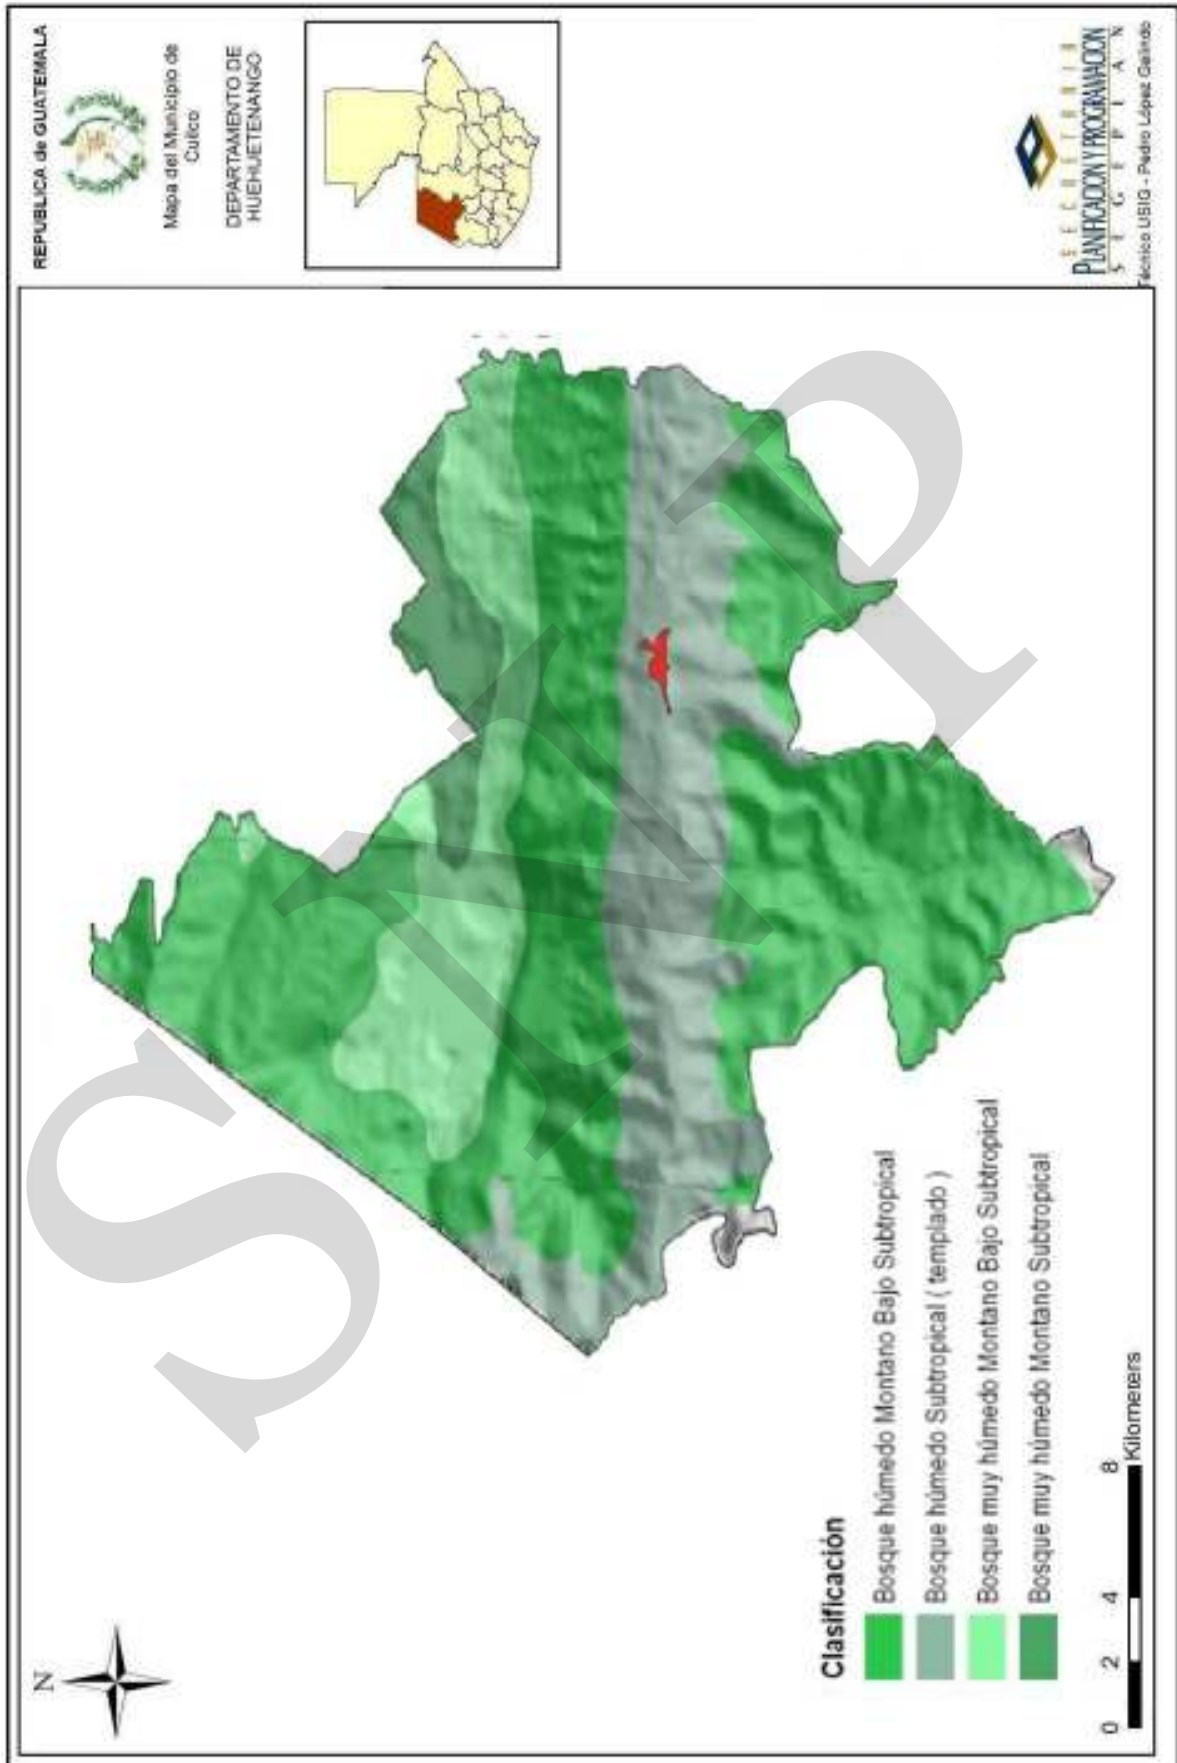 REPUBLICA de GUATEMALA
Mapa del Municipio de
Cuilco
DEPARTAMENTO DE
HUEHUETENANGO
N
Clasificación
Bosque húmedo Montano Bajo Subtropical
Bosque húmedo Subtropical ( templado )
Bosque muy húmedo Montano Bajo Subtropical
Bosque muy húmedo Montano Subtropical
0 2 4 8
Kilometers
SECRETARIA
PLANIFICACION Y PROGRAMACION
S E G E P L A N
Técnico USIG - Pedro López Galindo
SNP